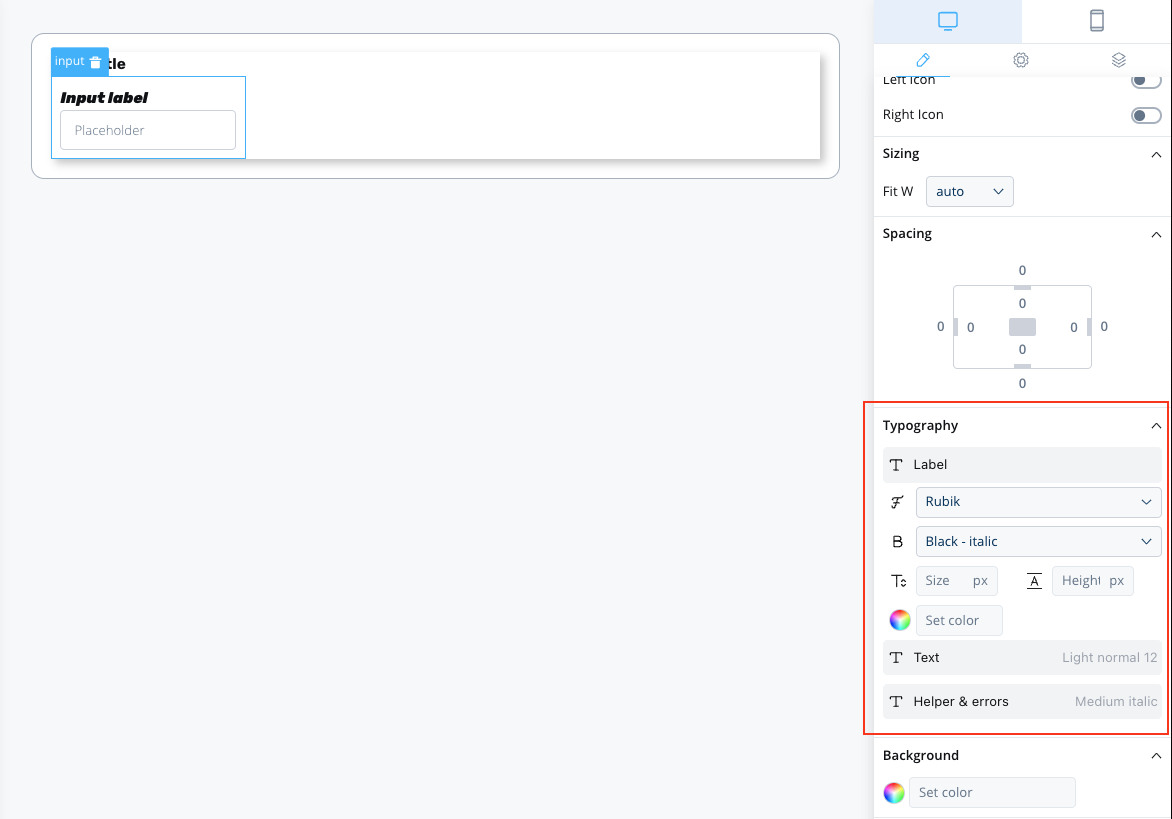 input
tle
Input label
Placeholder
Left Icon
Right Icon
Sizing
Fit W auto
Spacing
0
0
0 0 0 0
0
0
Typography
Label
Rubik
B Black - italic
Size px A Height px
Set color
Text Light normal 12
Helper & errors Medium italic
Background
Set color